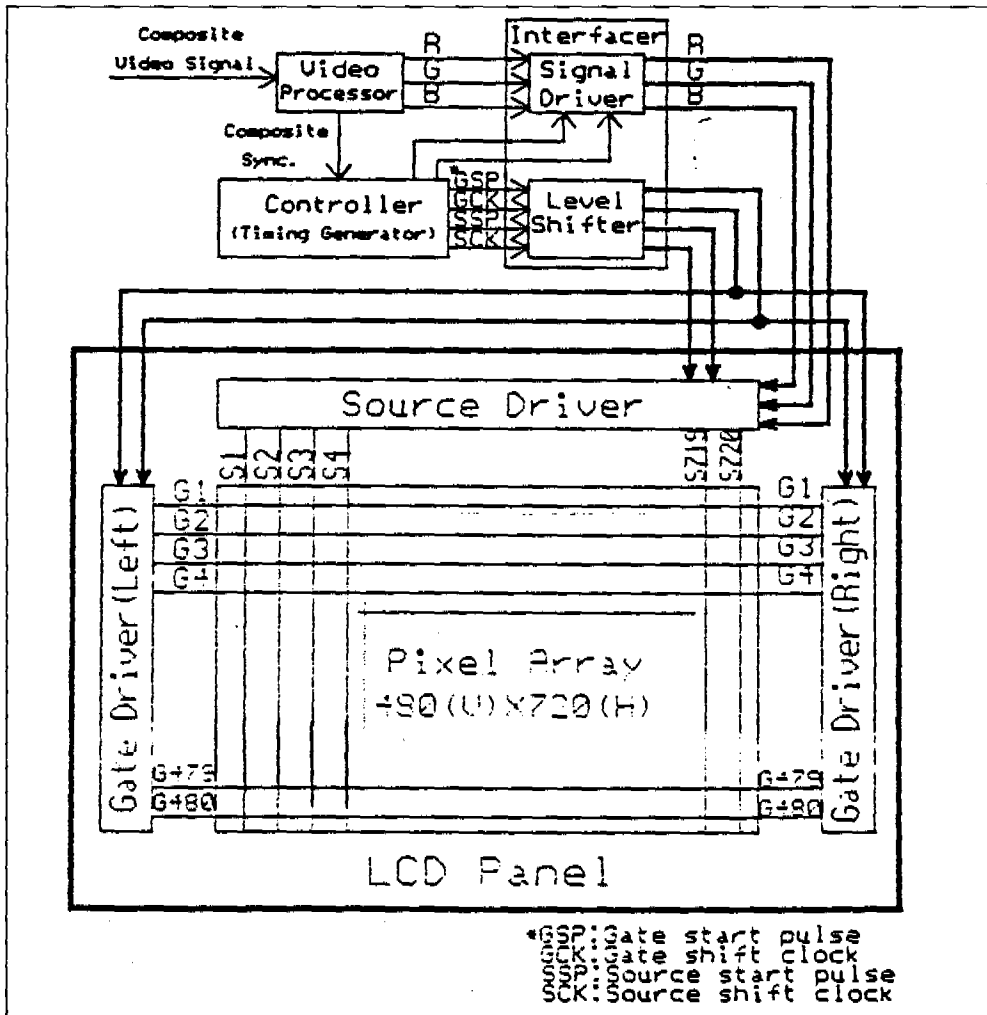 Composite
Video Signal
Video
Processor
R
G
B
Interfacer
Signal
Driver
R
G
B
Composite
Sync.
Controller
(Timing Generator)
*GSP
GCK
SSP
SCK
Level
Shifter
Source Driver
S1
S2
S3
S4
S719
S720
G1
G2
G3
G4
G1
G2
G3
G4
Gate Driver(Left)
Gate Driver(Right)
Pixel Array
480(V)X720(H)
G479
G480
G479
G480
LCD Panel
*GSP:Gate start pulse
GCK:Gate shift clock
SSP:Source start pulse
SCK:Source shift clock